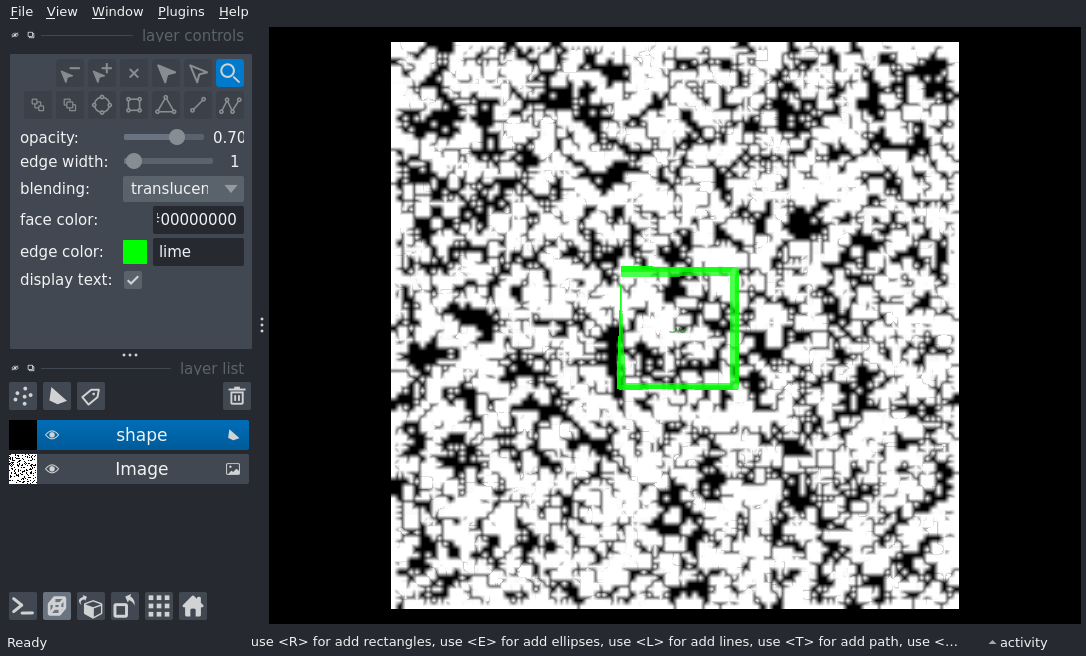 File View Window Plugins Help
layer controls
opacity: 0.70
edge width: 1
blending: translucen
face color: 00000000
edge color: lime
display text:
layer list
shape
Image
Ready use <R> for add rectangles, use <E> for add ellipses, use <L> for add lines, use <T> for add path, use <... activity